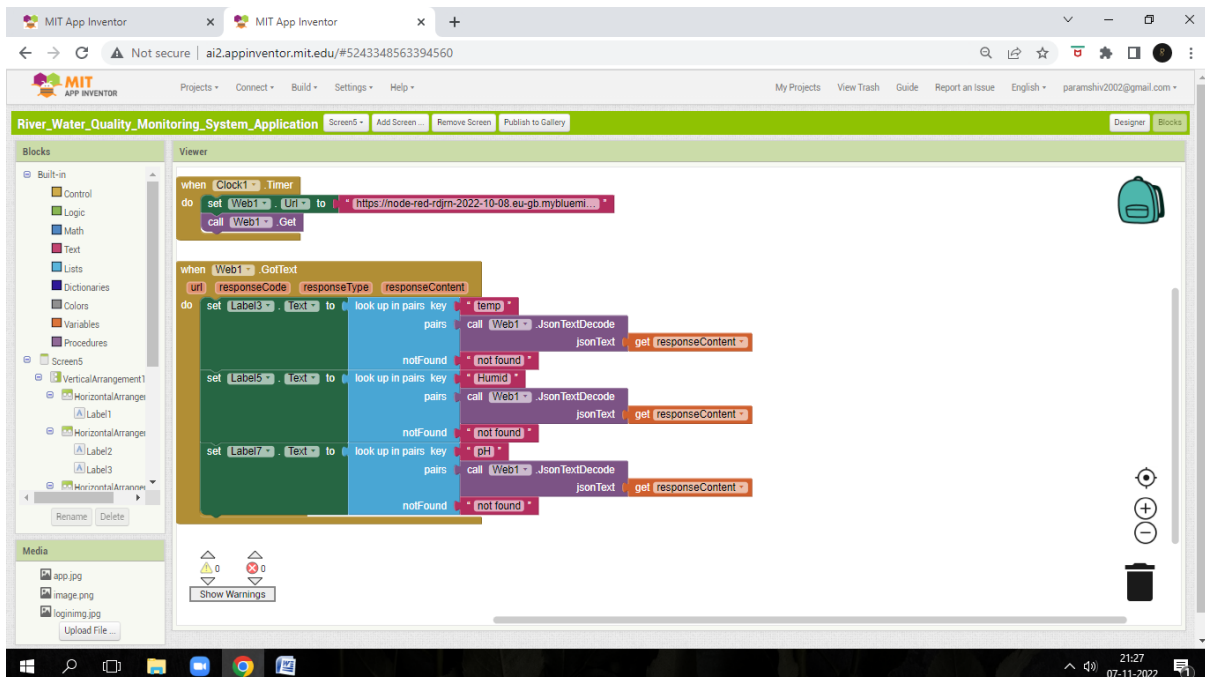 MIT App Inventor
MIT App Inventor
Not secure | ai2.appinventor.mit.edu/#5243348563394560
MIT
APP INVENTOR
Projects Connect Build Settings Help
My Projects View Trash Guide Report an Issue English paramshiv2002@gmail.com
River_Water_Quality_Monitoring_System_Application Screen5 Add Screen ... Remove Screen Publish to Gallery Designer Blocks
Blocks
Viewer
Built-in
Control
Logic
Math
Text
Lists
Dictionaries
Colors
Variables
Procedures
Screen5
VerticalArrangement1
HorizontalArranger
Label1
HorizontalArranger
Label2
Label3
HorizontalArranger
Rename Delete
Media
app.jpg
image.png
loginimg.jpg
Upload File ...
when Clock1 .Timer
do set Web1 . Url to " https://node-red-rdjrn-2022-10-08.eu-gb.mybluemi... "
call Web1 .Get
when Web1 .GotText
url responseCode responseType responseContent
do set Label3 . Text to look up in pairs key " temp "
pairs call Web1 .JsonTextDecode
jsonText get responseContent
notFound " not found "
set Label5 . Text to look up in pairs key " Humid "
pairs call Web1 .JsonTextDecode
jsonText get responseContent
notFound " not found "
set Label7 . Text to look up in pairs key " pH "
pairs call Web1 .JsonTextDecode
jsonText get responseContent
notFound " not found "
0 0
Show Warnings
21:27
07-11-2022